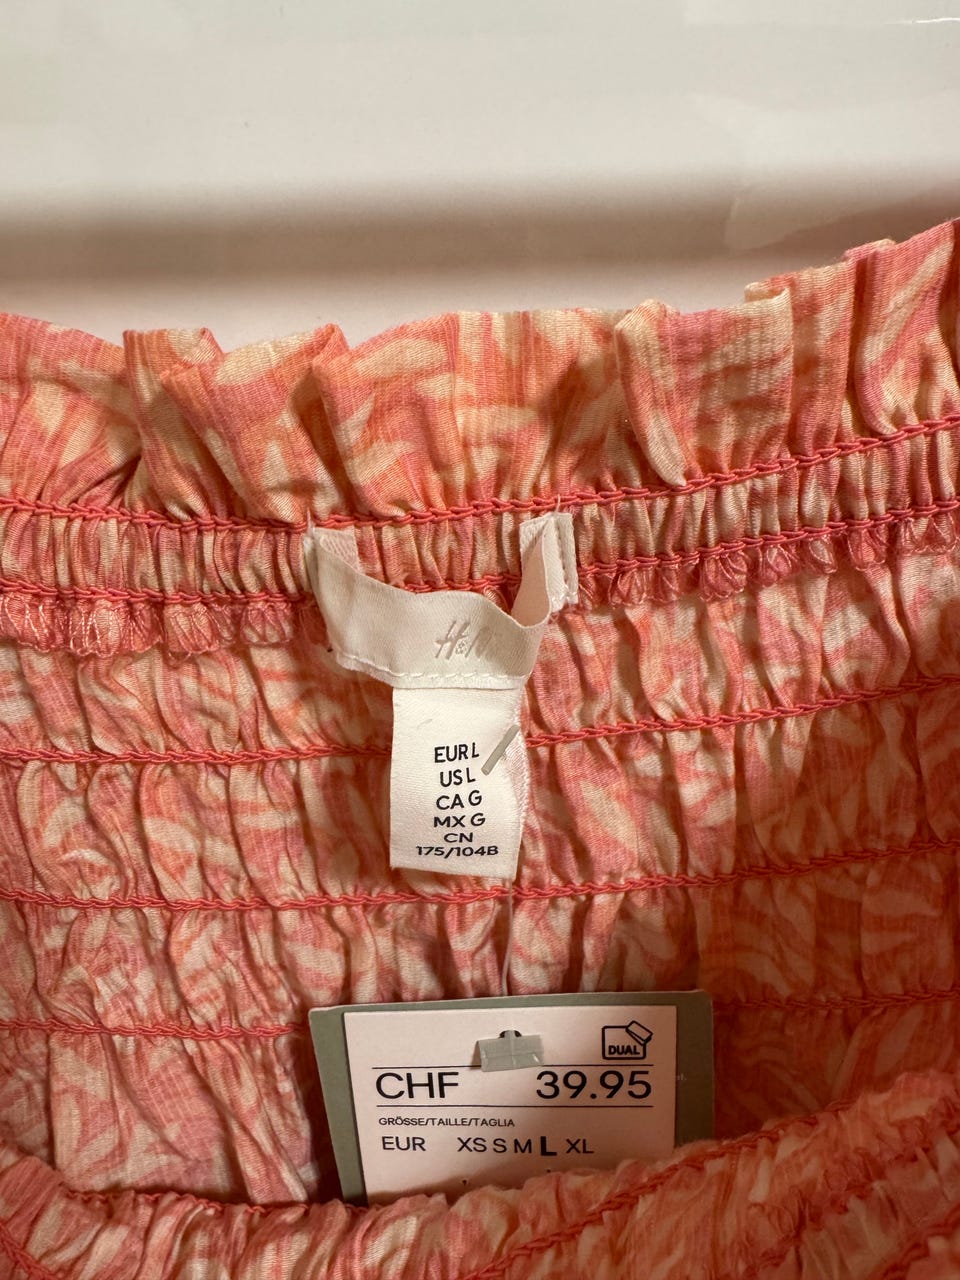 H&M
EUR L
US L
CA G
MX G
CN
175/104B
DUAL
CHF 39.95
GRÖSSE/TAILLE/TAGLIA
EUR XS S M L XL